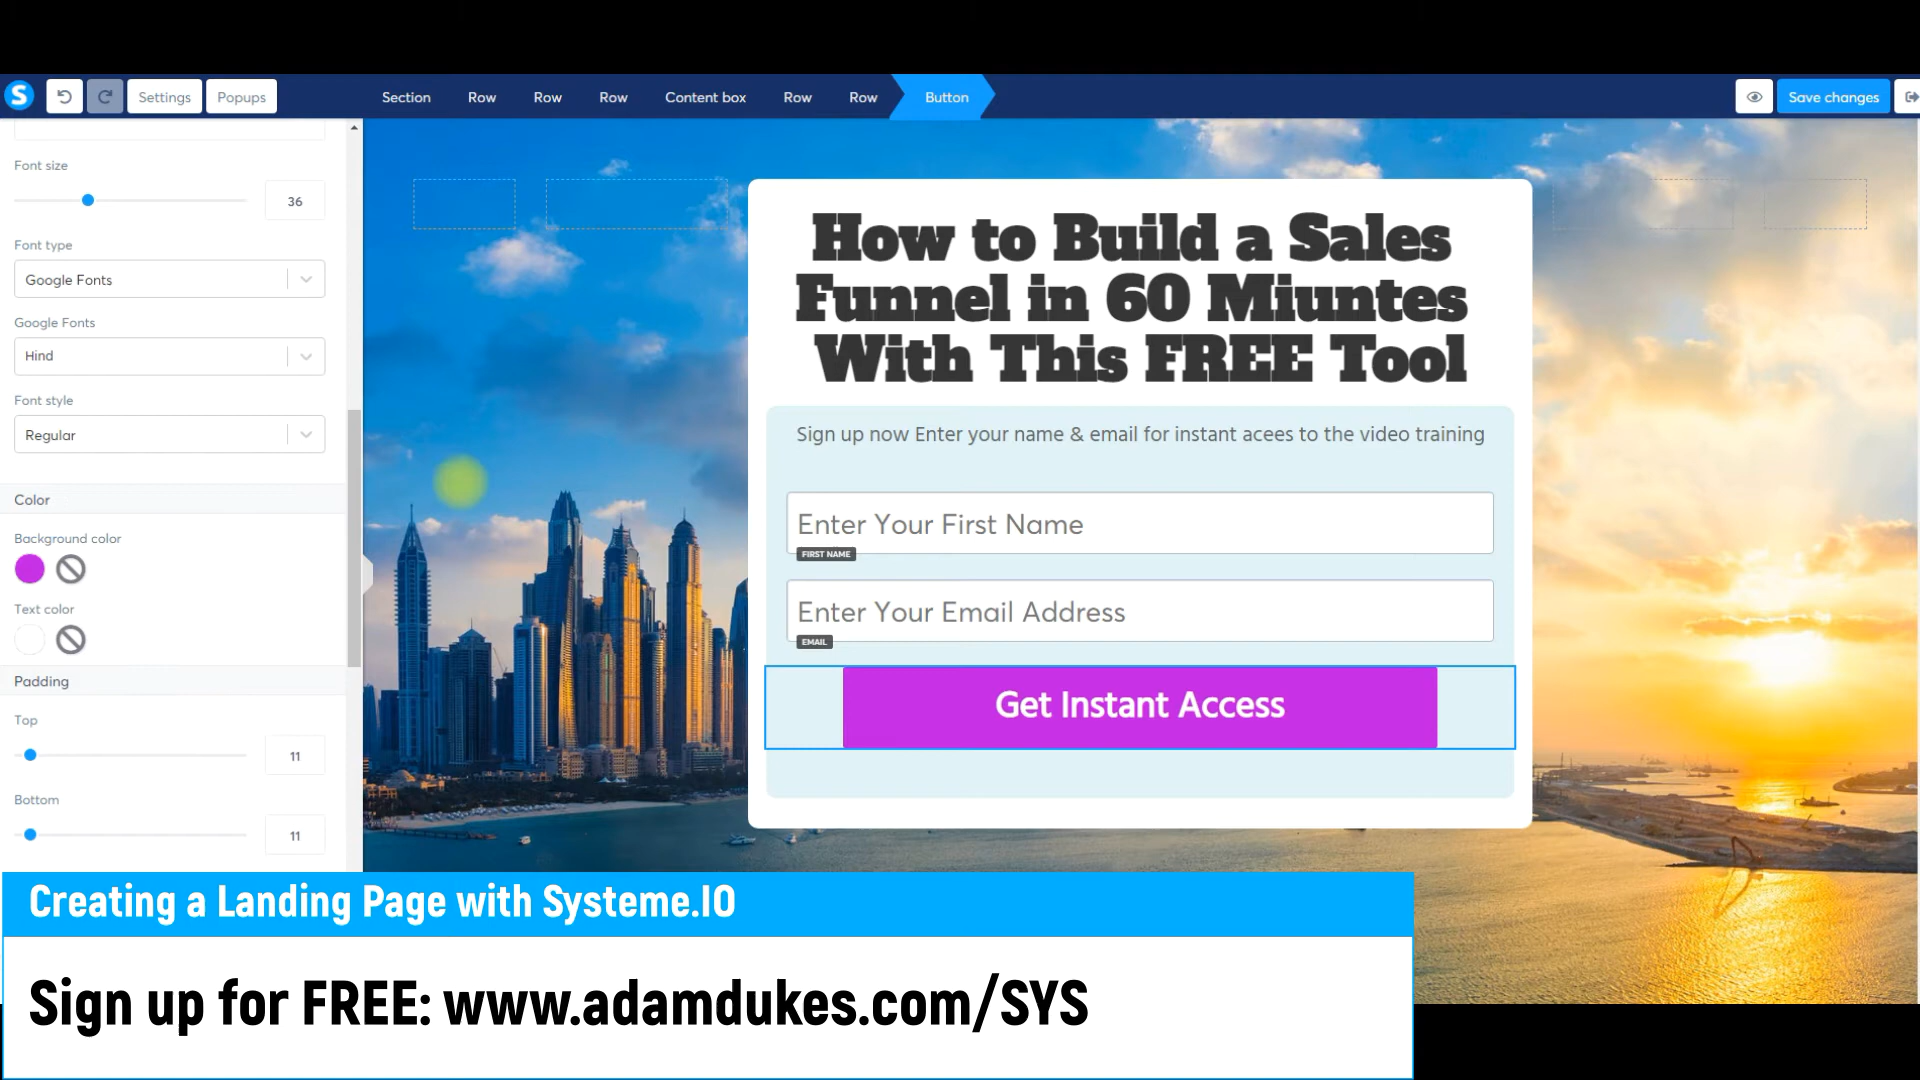 S
Settings
Popups
Section
Row
Row
Row
Content box
Row
Row
Button
Save changes
Font size
36
Font type
Google Fonts
Google Fonts
Hind
Font style
Regular
Color
Background color
Text color
Padding
Top
11
Bottom
11
How to Build a Sales
Funnel in 60 Miuntes
With This FREE Tool
Sign up now Enter your name & email for instant acees to the video training
Enter Your First Name
FIRST NAME
Enter Your Email Address
EMAIL
Get Instant Access
Creating a Landing Page with Systeme.IO
Sign up for FREE: www.adamdukes.com/SYS